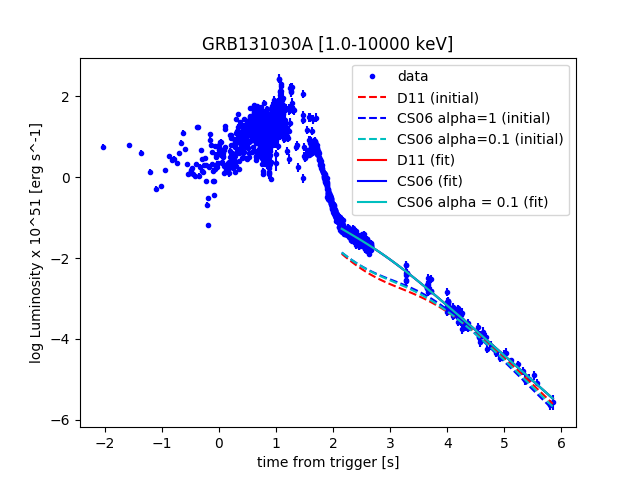 GRB131030A [1.0-10000 keV]
data
D11 (initial)
CS06 alpha=1 (initial)
CS06 alpha=0.1 (initial)
D11 (fit)
CS06 (fit)
CS06 alpha = 0.1 (fit)
log Luminosity x 10^51 [erg s^-1]
2
0
−2
−4
−6
−2 −1 0 1 2 3 4 5 6
time from trigger [s]